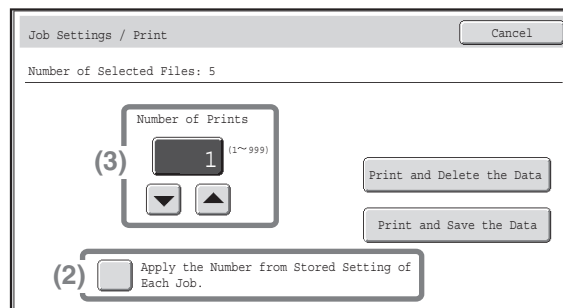 Job Settings / Print
Cancel
Number of Selected Files: 5
Number of Prints
(3)
1
(1～999)
Print and Delete the Data
Print and Save the Data
(2)
Apply the Number from Stored Setting of
Each Job.